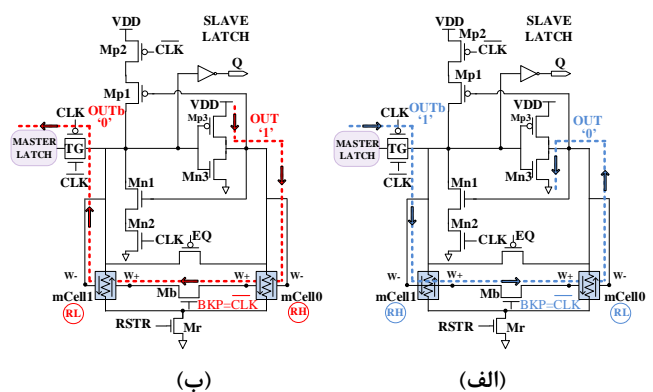 VDD
SLAVE
LATCH
Mp2
CLK
Q
Mp1
VDD
OUTb
'0'
CLK
Mp3
OUT
'1'
MASTER
LATCH
TG
CLK
Mn3
Mn1
Mn2
CLK
EQ
W-
W+
W+
W-
mCell1
Mb
mCell0
RL
BKP=CLK
RH
RSTR
Mr
(ب)
VDD
SLAVE
LATCH
Mp2
CLK
Q
Mp1
VDD
OUTb
'1'
CLK
Mp3
OUT
'0'
MASTER
LATCH
TG
CLK
Mn3
Mn1
Mn2
CLK
EQ
W-
W+
W+
W-
mCell1
Mb
mCell0
RH
BKP=CLK
RL
RSTR
Mr
(الف)